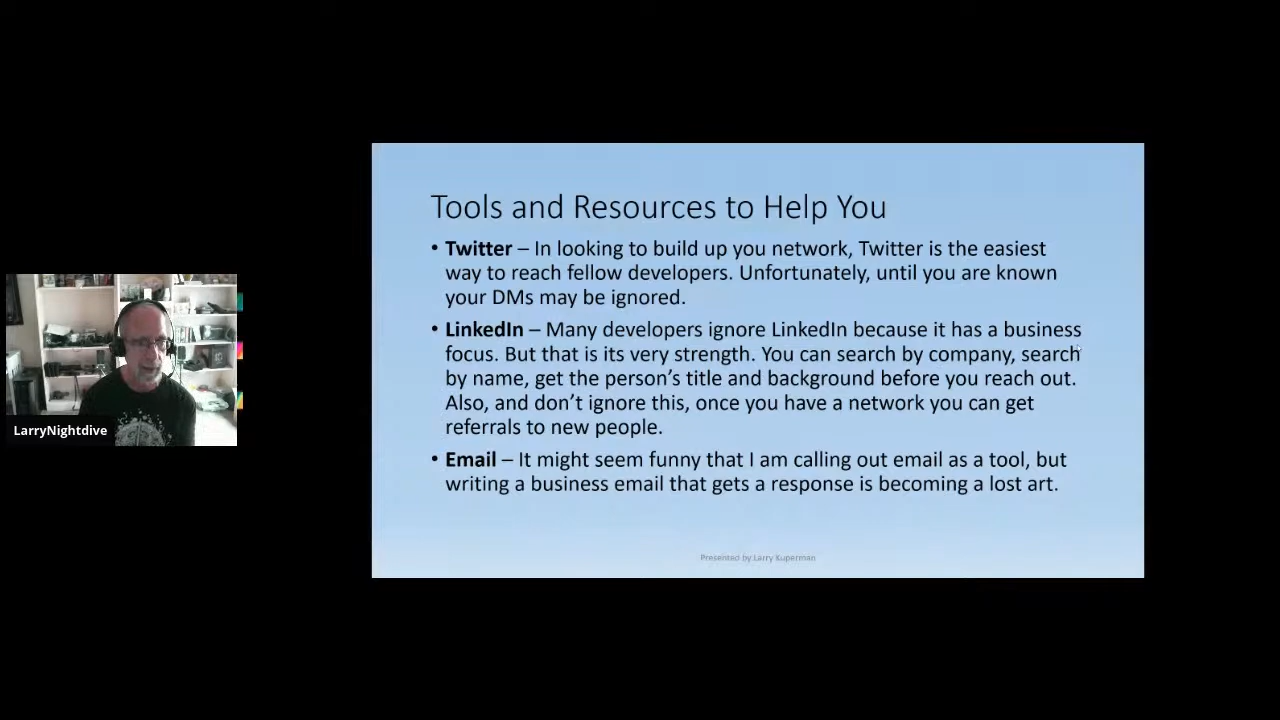 Tools and Resources to Help You
• Twitter – In looking to build up you network, Twitter is the easiest
way to reach fellow developers. Unfortunately, until you are known
your DMs may be ignored.
• LinkedIn – Many developers ignore LinkedIn because it has a business
focus. But that is its very strength. You can search by company, search
by name, get the person's title and background before you reach out.
Also, and don't ignore this, once you have a network you can get
referrals to new people.
• Email – It might seem funny that I am calling out email as a tool, but
writing a business email that gets a response is becoming a lost art.
Presented by Larry Kuperman
LarryNightdive